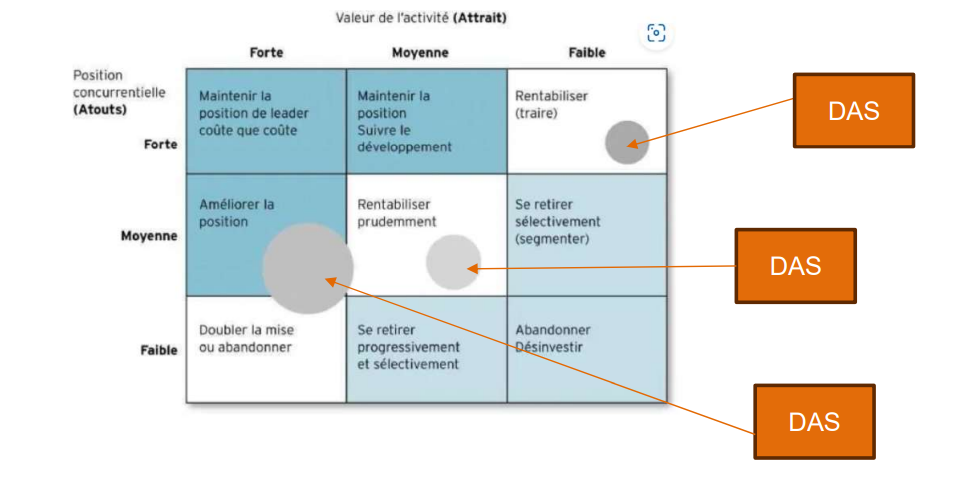 Valeur de l'activité (Attrait)
Forte
Moyenne
Faible
Position
concurrentielle
(Atouts)
Forte
Maintenir la
position de leader
coûte que coûte
Maintenir la
position
Suivre le
développement
Rentabiliser
(traire)
DAS
Moyenne
Améliorer la
position
Rentabiliser
prudemment
Se retirer
sélectivement
(segmenter)
DAS
Faible
Doubler la mise
ou abandonner
Se retirer
progressivement
et sélectivement
Abandonner
Désinvestir
DAS